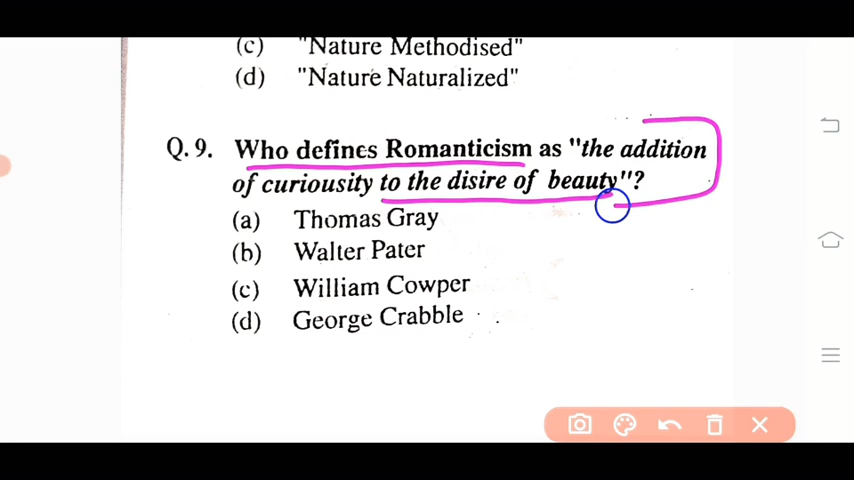 (c) "Nature Methodised"
(d) "Nature Naturalized"
Q. 9. Who defines Romanticism as "the addition
of curiousity to the disire of beauty"?
(a) Thomas Gray
(b) Walter Pater
(c) William Cowper
(d) George Crabble